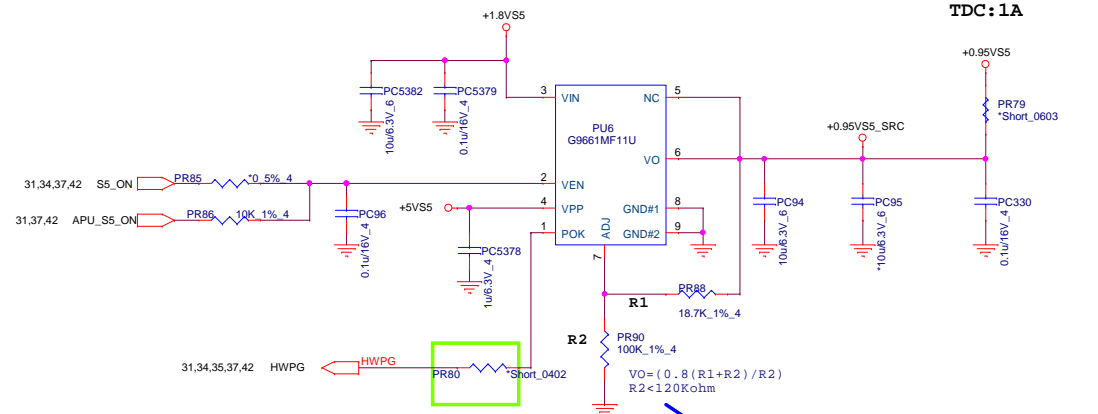 TDC:1A
+1.8VS5
+0.95VS5
PC5382
10u/6.3V_6
PC5379
0.1u/16V_4
3
VIN
NC
5
PU6
G9661MF11U
PR79
*Short_0603
+0.95VS5_SRC
VO
6
31,34,37,42
S5_ON
PR85
*0_5%_4
2
VEN
31,37,42
APU_S5_ON
PR86
10K_1%_4
PC96
0.1u/16V_4
+5VS5
4
VPP
GND#1
8
1
POK
ADJ
GND#2
9
7
PC5378
1u/6.3V_4
PC94
10u/6.3V_6
PC95
*10u/6.3V_6
PC330
0.1u/16V_4
R1
PR88
18.7K_1%_4
R2
PR90
100K_1%_4
31,34,35,37,42
HWPG
HWPG
PR80
*Short_0402
VO=(0.8(R1+R2)/R2)
R2<120Kohm